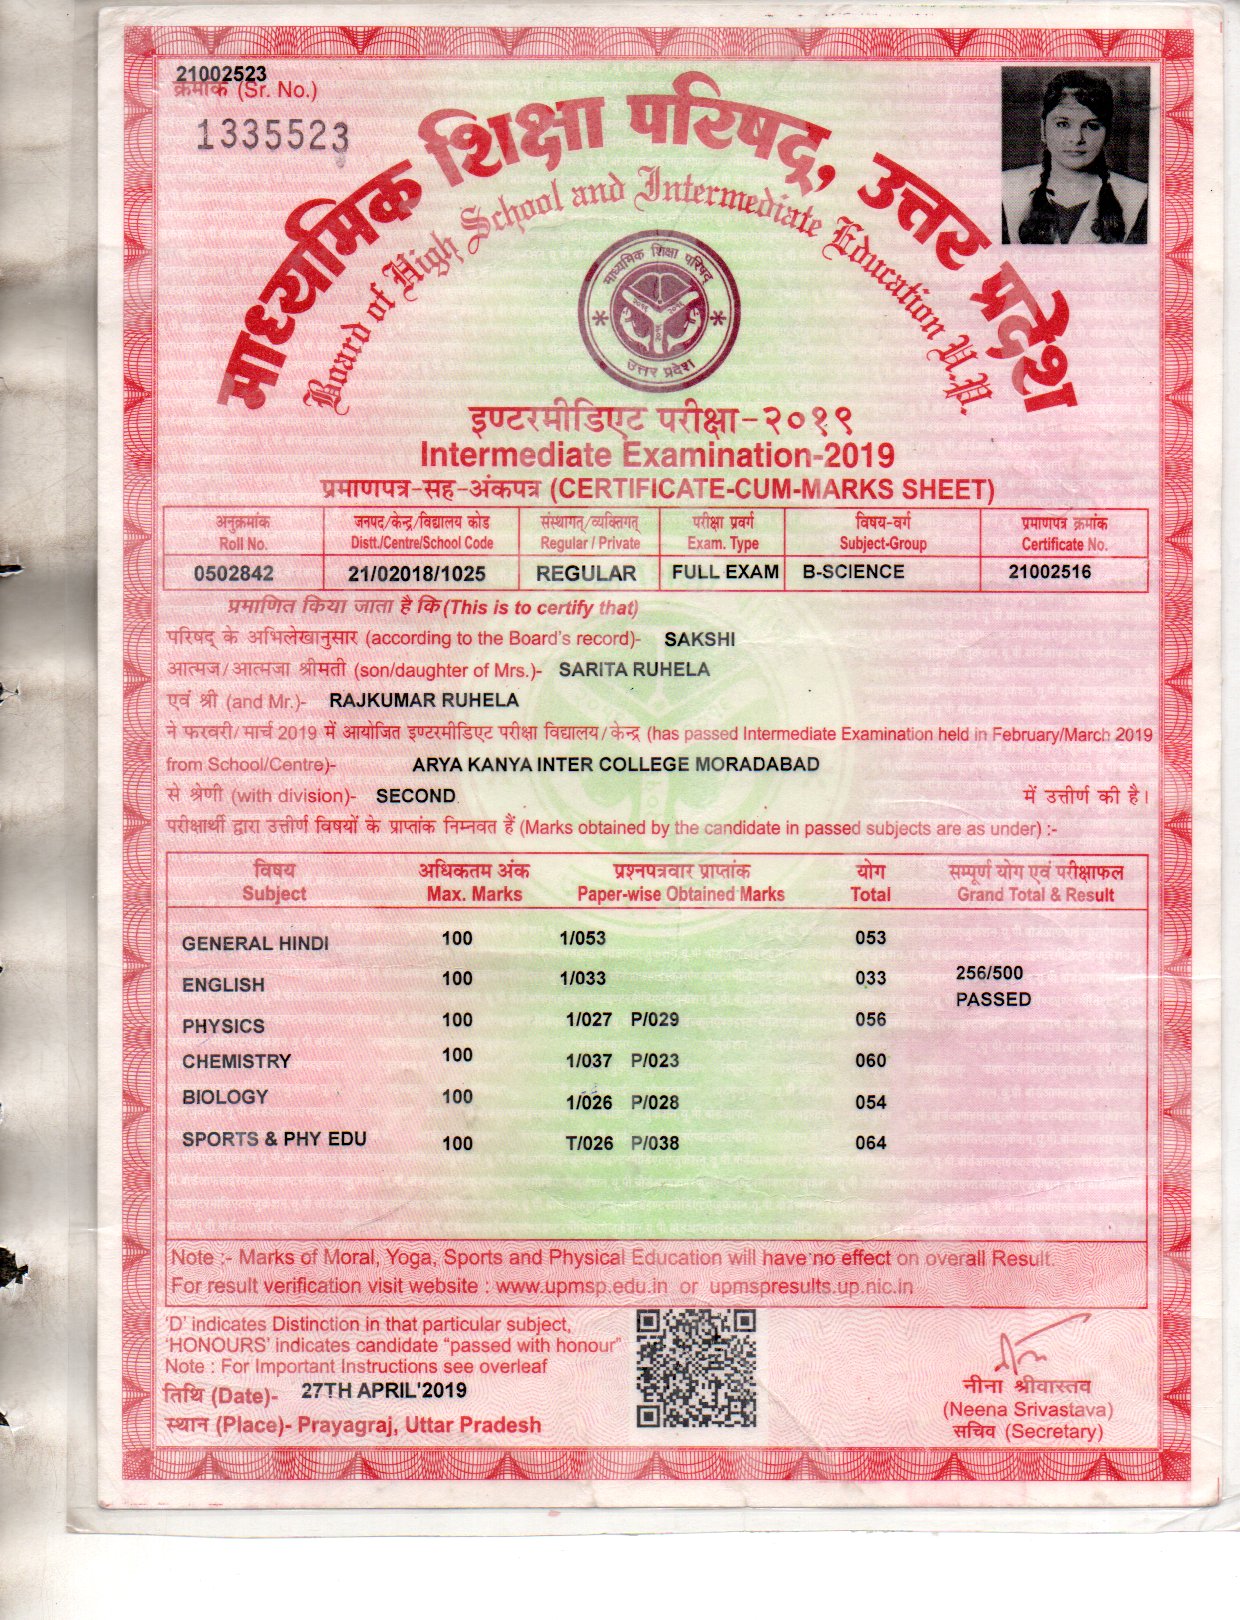 21002523
क्रमांक (Sr. No.)
1335523
माध्यमिक शिक्षा परिषद्, उत्तर प्रदेश
Board of High School and Intermediate Education U.P.
माध्यमिक शिक्षा परिषद्
उत्तर प्रदेश
इण्टरमीडिएट परीक्षा-२०१९
Intermediate Examination-2019
प्रमाणपत्र-सह-अंकपत्र (CERTIFICATE-CUM-MARKS SHEET)
अनुक्रमांक जनपद/केन्द्र/विद्यालय कोड संस्थागत्/व्यक्तिगत् परीक्षा प्रवर्ग विषय-वर्ग प्रमाणपत्र क्रमांक
Roll No. Distt./Centre/School Code Regular / Private Exam. Type Subject-Group Certificate No.
0502842 21/02018/1025 REGULAR FULL EXAM B-SCIENCE 21002516
प्रमाणित किया जाता है कि (This is to certify that)
परिषद् के अभिलेखानुसार (according to the Board's record)- SAKSHI
आत्मज/आत्मजा श्रीमती (son/daughter of Mrs.)- SARITA RUHELA
एवं श्री (and Mr.)- RAJKUMAR RUHELA
ने फरवरी/मार्च 2019 में आयोजित इण्टरमीडिएट परीक्षा विद्यालय/केन्द्र (has passed Intermediate Examination held in February/March 2019
from School/Centre)- ARYA KANYA INTER COLLEGE MORADABAD
से श्रेणी (with division)- SECOND में उत्तीर्ण की है।
परीक्षार्थी द्वारा उत्तीर्ण विषयों के प्राप्तांक निम्नवत हैं (Marks obtained by the candidate in passed subjects are as under) :-
विषय अधिकतम अंक प्रश्नपत्रवार प्राप्तांक योग सम्पूर्ण योग एवं परीक्षाफल
Subject Max. Marks Paper-wise Obtained Marks Total Grand Total & Result
GENERAL HINDI 100 1/053 053
ENGLISH 100 1/033 033 256/500
PASSED
PHYSICS 100 1/027 P/029 056
CHEMISTRY 100 1/037 P/023 060
BIOLOGY 100 1/026 P/028 054
SPORTS & PHY EDU 100 T/026 P/038 064
Note :- Marks of Moral, Yoga, Sports and Physical Education will have no effect on overall Result.
For result verification visit website : www.upmsp.edu.in or upmspresults.up.nic.in
'D' indicates Distinction in that particular subject,
'HONOURS' indicates candidate "passed with honour"
Note : For Important Instructions see overleaf
तिथि (Date)- 27TH APRIL'2019
स्थान (Place)- Prayagraj, Uttar Pradesh
नीना श्रीवास्तव
(Neena Srivastava)
सचिव (Secretary)